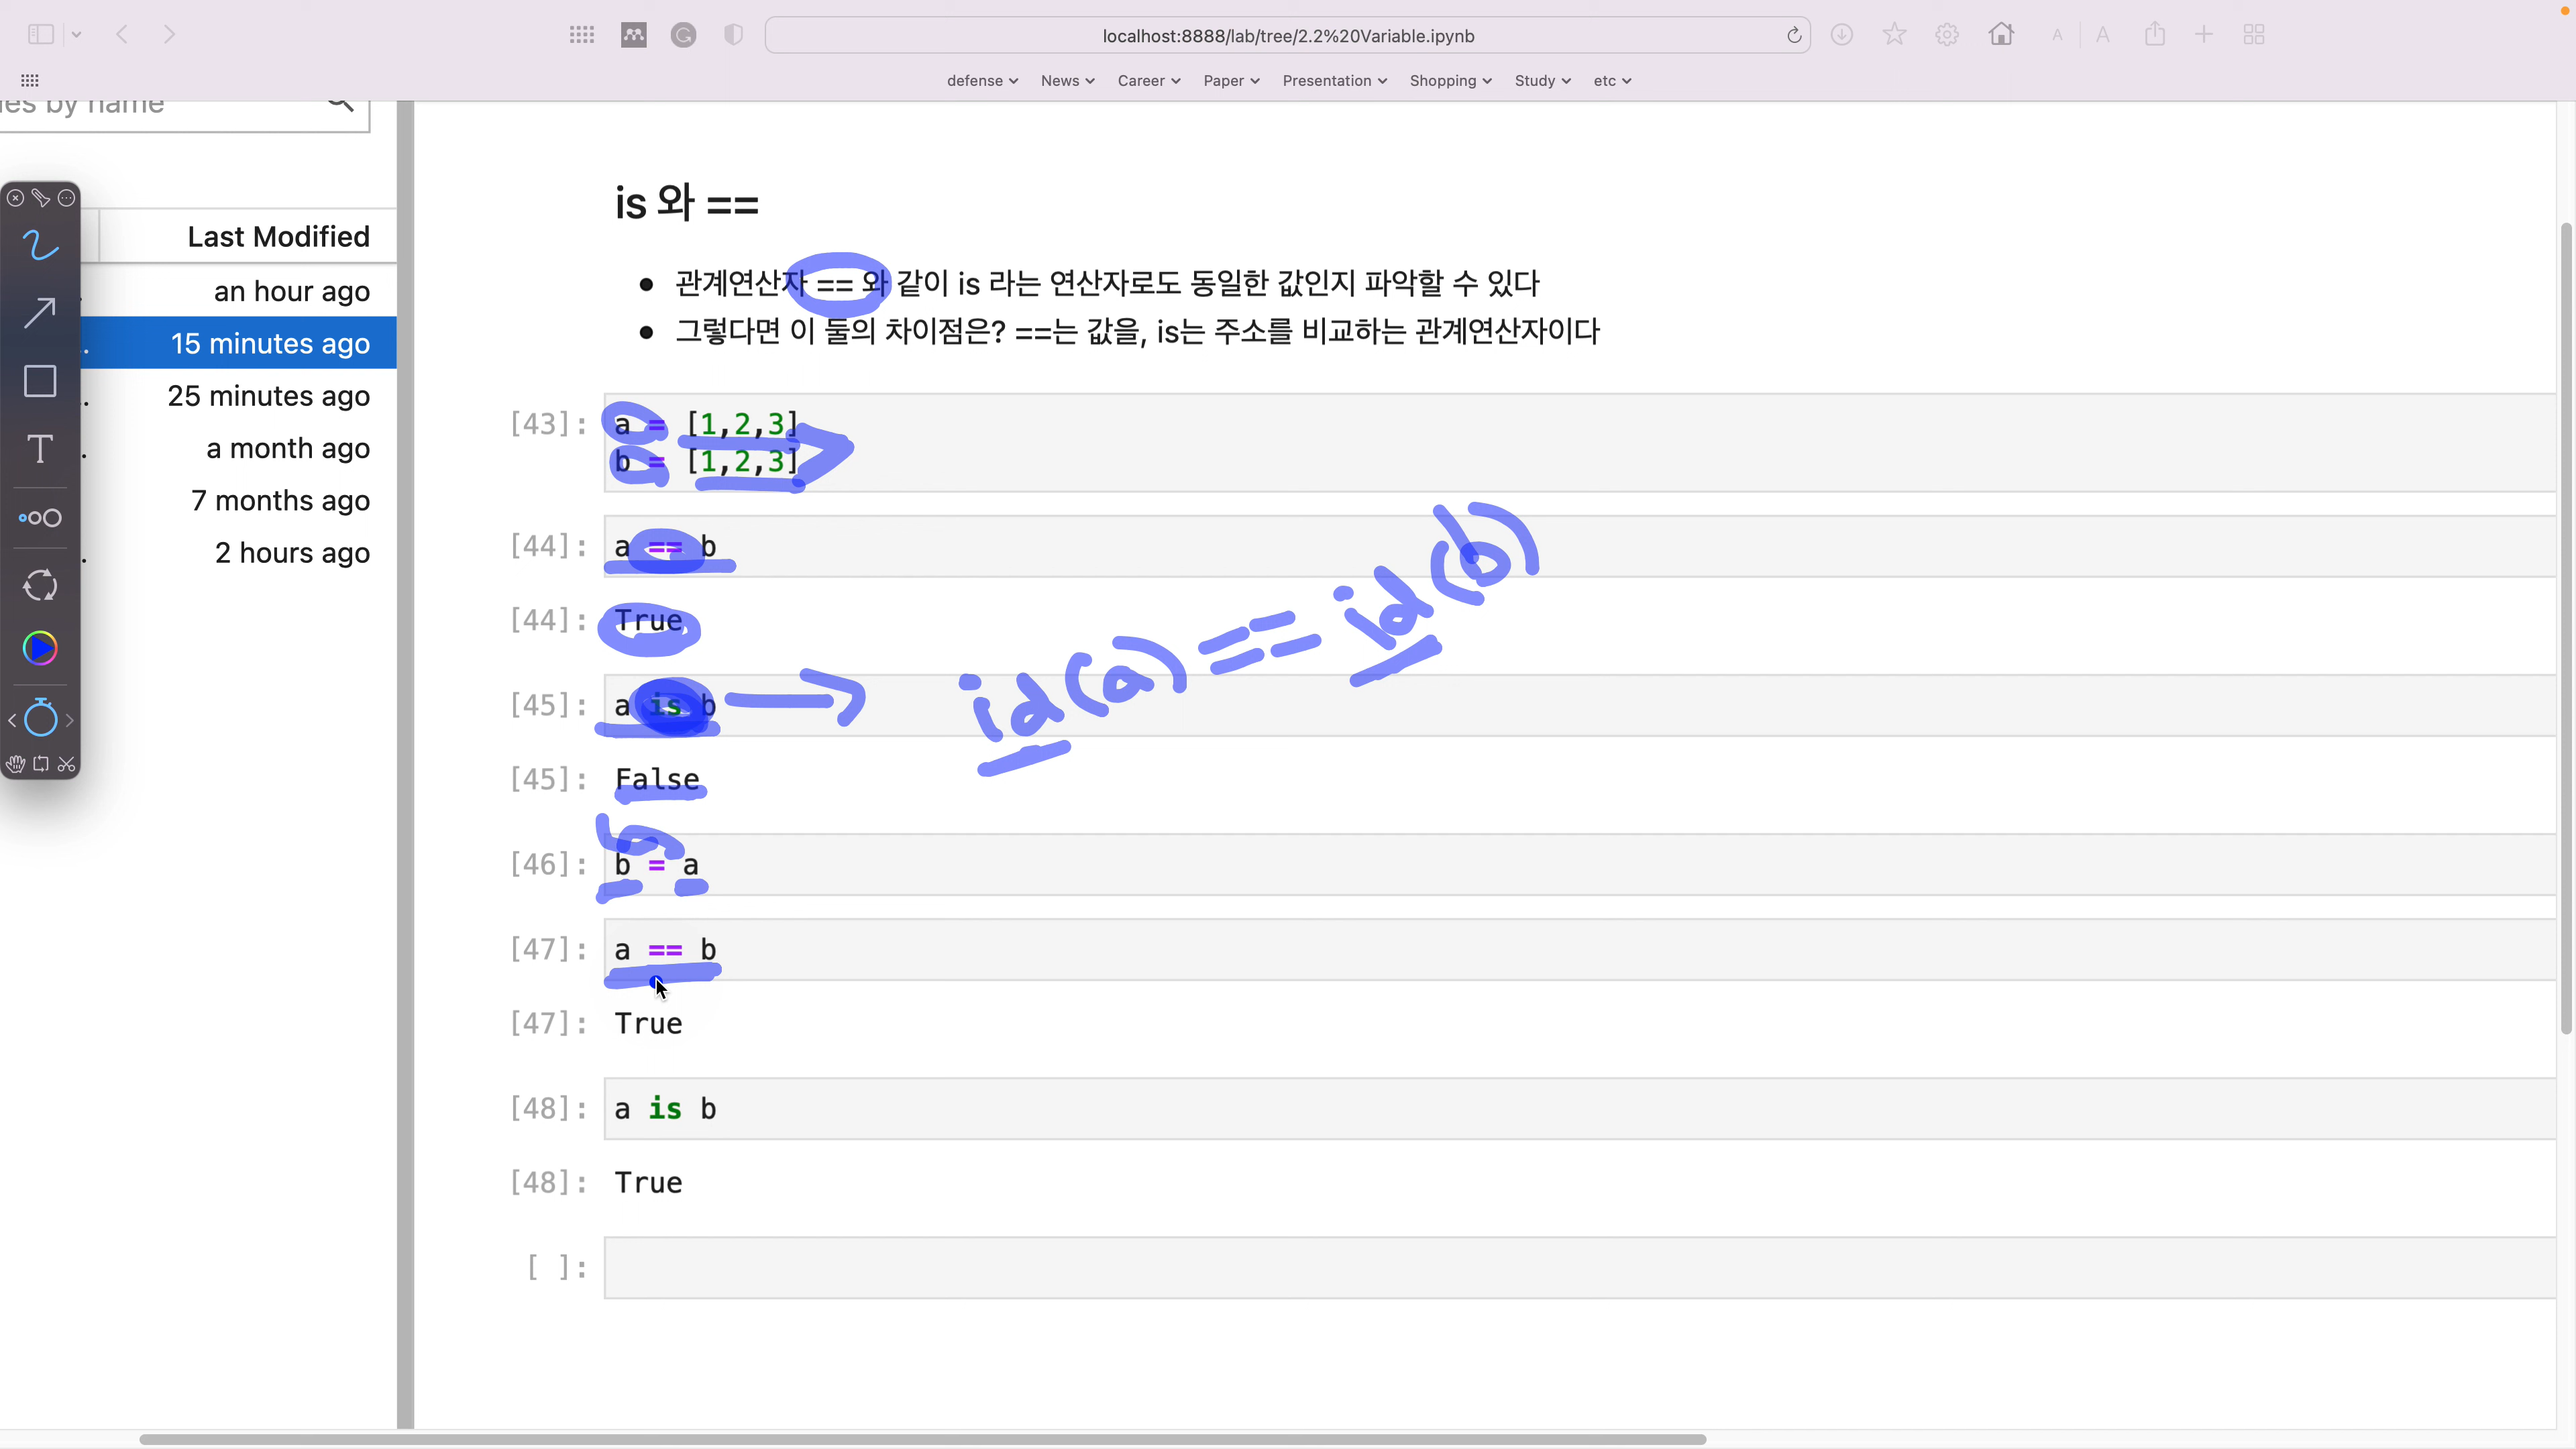 localhost:8888/lab/tree/2.2%20Variable.ipynb
A A
defense News Career Paper Presentation Shopping Study etc
les by name
Last Modified
an hour ago
. 15 minutes ago
. 25 minutes ago
. a month ago
7 months ago
. 2 hours ago
T
is 와 ==
• 관계연산자 == 와 같이 is 라는 연산자로도 동일한 값인지 파악할 수 있다
• 그렇다면 이 둘의 차이점은? ==는 값을, is는 주소를 비교하는 관계연산자이다
[43]: a = [1,2,3]
b = [1,2,3]
[44]: a == b
[44]: True
[45]: a is b
id(a) == id(b)
[45]: False
[46]: b = a
[47]: a == b
[47]: True
[48]: a is b
[48]: True
[ ]: